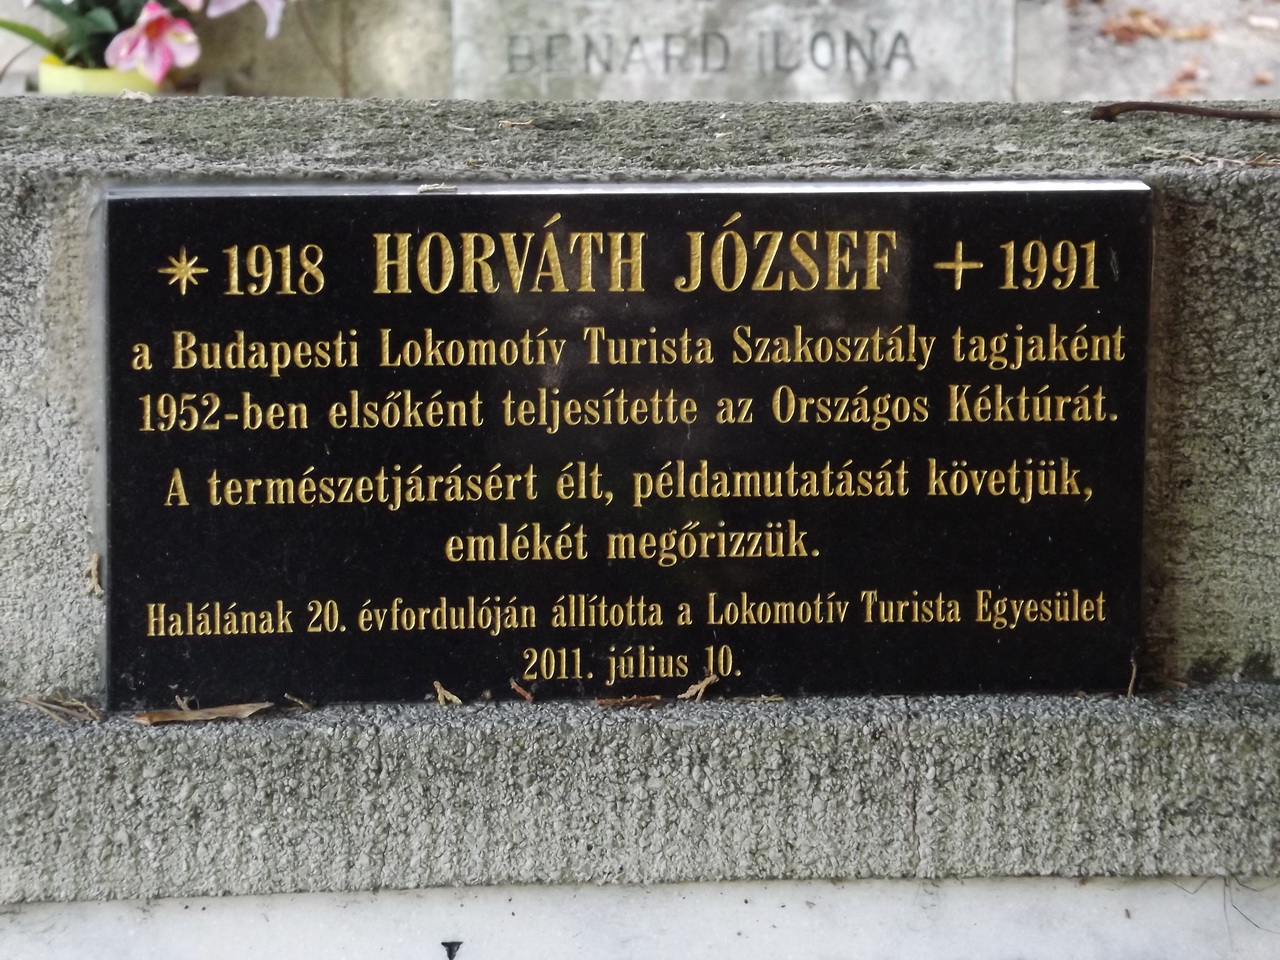 BENARD ILONA
* 1918 HORVÁTH JÓZSEF + 1991
a Budapesti Lokomotív Turista Szakosztály tagjaként
1952-ben elsőként teljesítette az Országos Kéktúrát.
A természetjárásért élt, példamutatását követjük,
emlékét megőrizzük.
Halálának 20. évfordulóján állította a Lokomotív Turista Egyesület
2011. július 10.